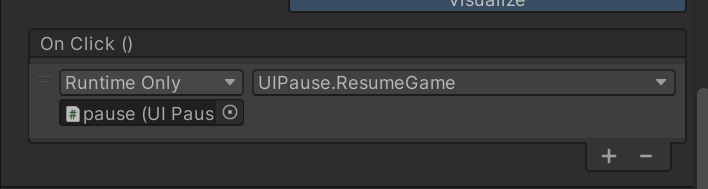 Visualize
On Click ()
Runtime Only
UIPause.ResumeGame
pause (UI Paus